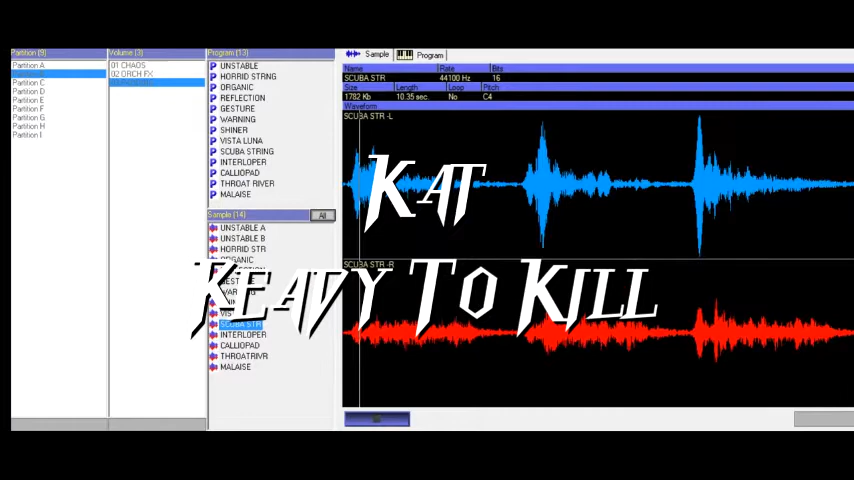 Partition (9)
Partition A
Partition C
Partition D
Partition E
Partition F
Partition G
Partition H
Partition I
Volume (3)
01 CHAOS
02 ORCH FX
Program (13)
UNSTABLE
HORRID STRNG
ORGANIC
REFLECTION
GESTURE
WARNING
SHINER
VISTA LUNA
SCUBA STRING
INTERLOPER
CALLIOPAD
THROAT RIVER
MALAISE
Sample (14)
All
UNSTABLE A
UNSTABLE B
HORRID STR
ORGANIC
SCUBA STR
INTERLOPER
CALLIOPAD
THROATRIVR
MALAISE
Sample
Program
Name Rate Bits
SCUBA STR 44100 Hz 16
Size Length Loop Pitch
1782 Kb 10.35 sec. No C4
Waveform
SCUBA STR -L
SCUBA STR -R
KAT
READY TO KILL